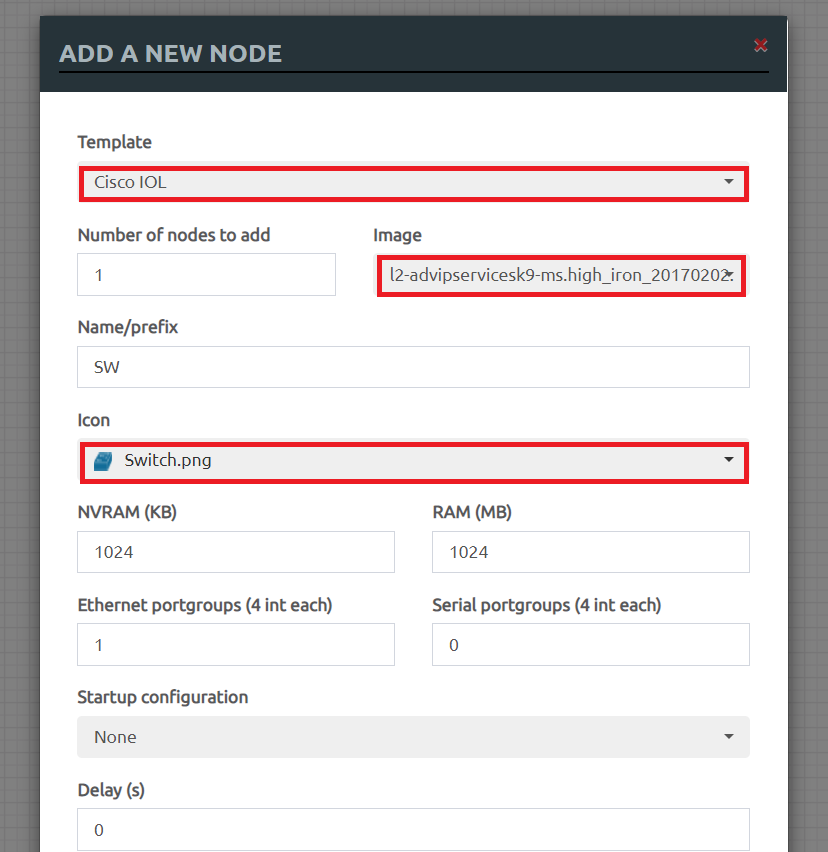 ADD A NEW NODE
Template
Cisco IOL
Number of nodes to add Image
1 l2-advipservicesk9-ms.high_iron_20170202.
Name/prefix
SW
Icon
Switch.png
NVRAM (KB) RAM (MB)
1024 1024
Ethernet portgroups (4 int each) Serial portgroups (4 int each)
1 0
Startup configuration
None
Delay (s)
0